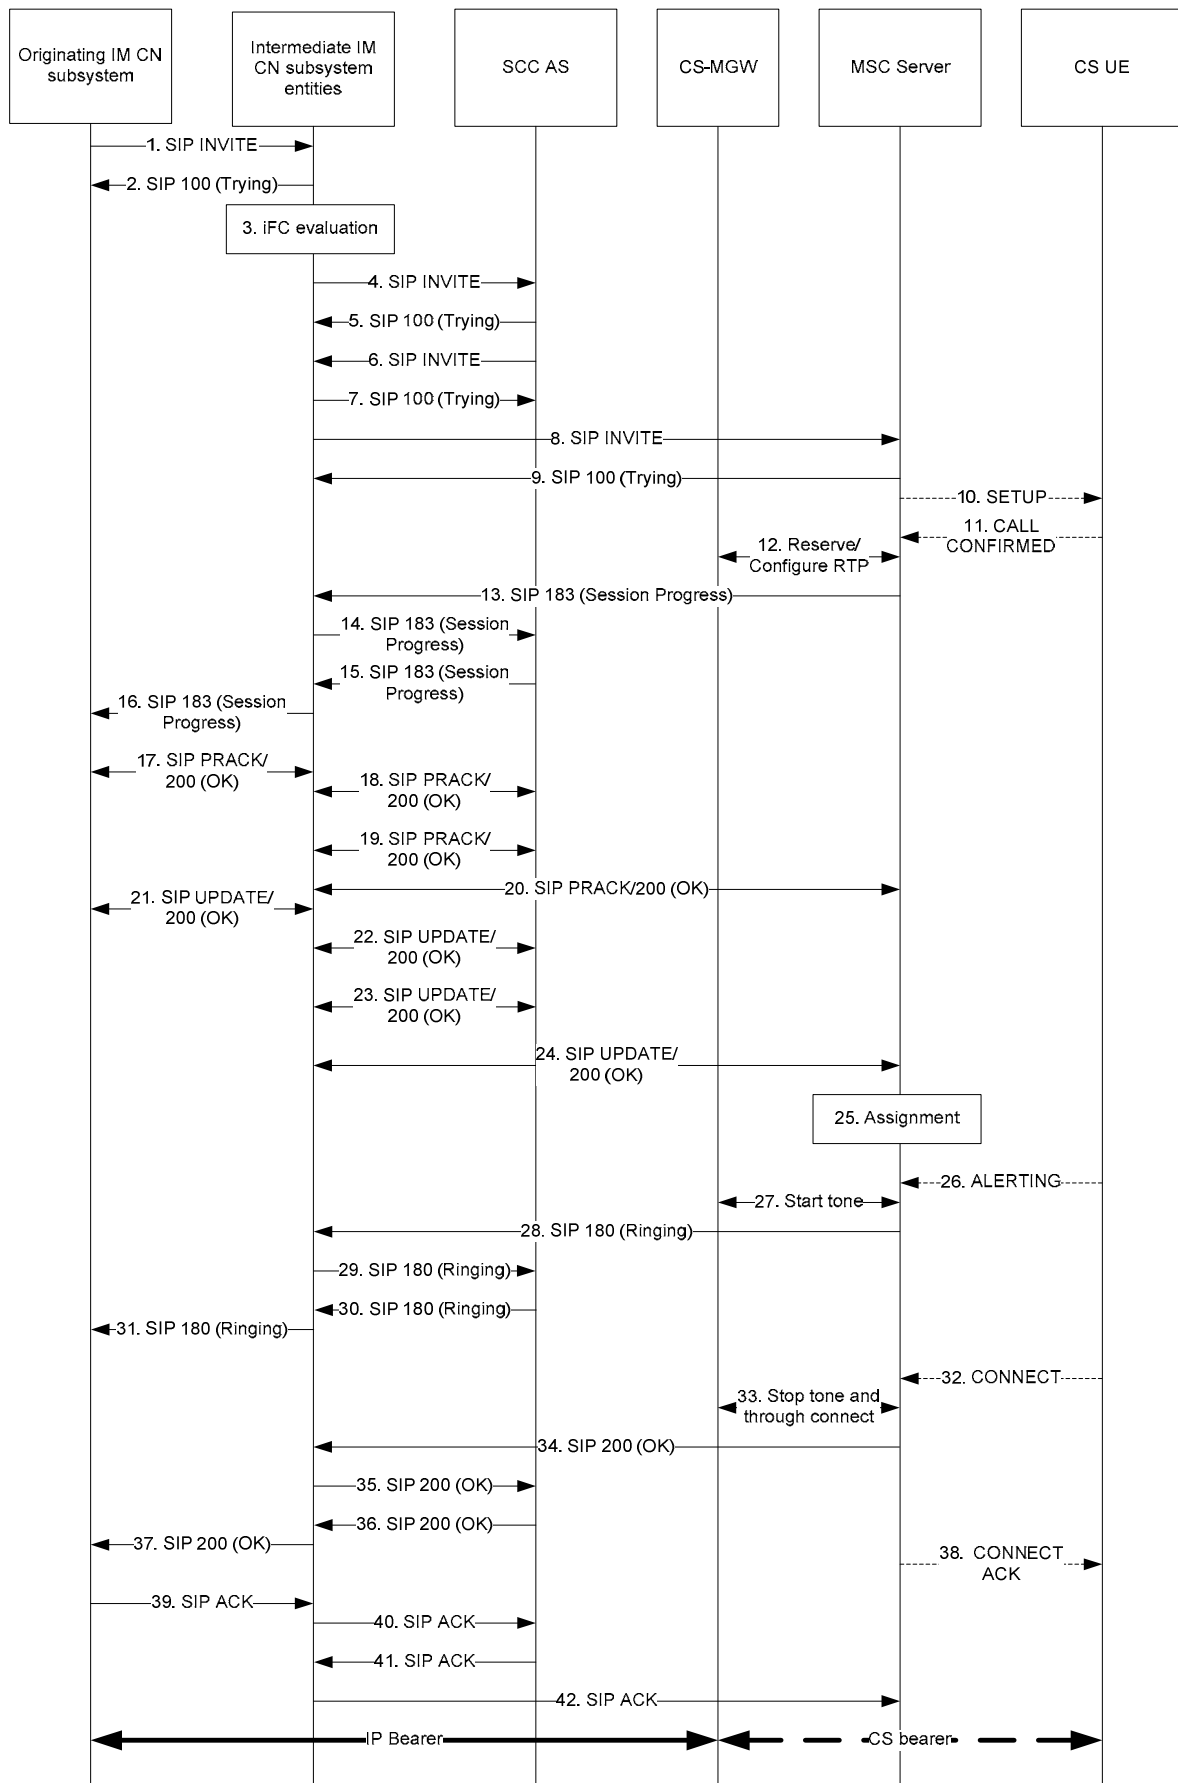 Originating IM CN
subsystem
Intermediate IM
CN subsystem
entities
SCC AS
CS-MGW
MSC Server
CS UE
1. SIP INVITE
2. SIP 100 (Trying)
3. iFC evaluation
4. SIP INVITE
5. SIP 100 (Trying)
6. SIP INVITE
7. SIP 100 (Trying)
8. SIP INVITE
9. SIP 100 (Trying)
10. SETUP
11. CALL
CONFIRMED
12. Reserve/
Configure RTP
13. SIP 183 (Session Progress)
14. SIP 183 (Session
Progress)
15. SIP 183 (Session
Progress)
16. SIP 183 (Session
Progress)
17. SIP PRACK/
200 (OK)
18. SIP PRACK/
200 (OK)
19. SIP PRACK/
200 (OK)
20. SIP PRACK/200 (OK)
21. SIP UPDATE/
200 (OK)
22. SIP UPDATE/
200 (OK)
23. SIP UPDATE/
200 (OK)
24. SIP UPDATE/
200 (OK)
25. Assignment
26. ALERTING
27. Start tone
28. SIP 180 (Ringing)
29. SIP 180 (Ringing)
30. SIP 180 (Ringing)
31. SIP 180 (Ringing)
32. CONNECT
33. Stop tone and
through connect
34. SIP 200 (OK)
35. SIP 200 (OK)
36. SIP 200 (OK)
37. SIP 200 (OK)
38. CONNECT
ACK
39. SIP ACK
40. SIP ACK
41. SIP ACK
42. SIP ACK
IP Bearer
CS bearer